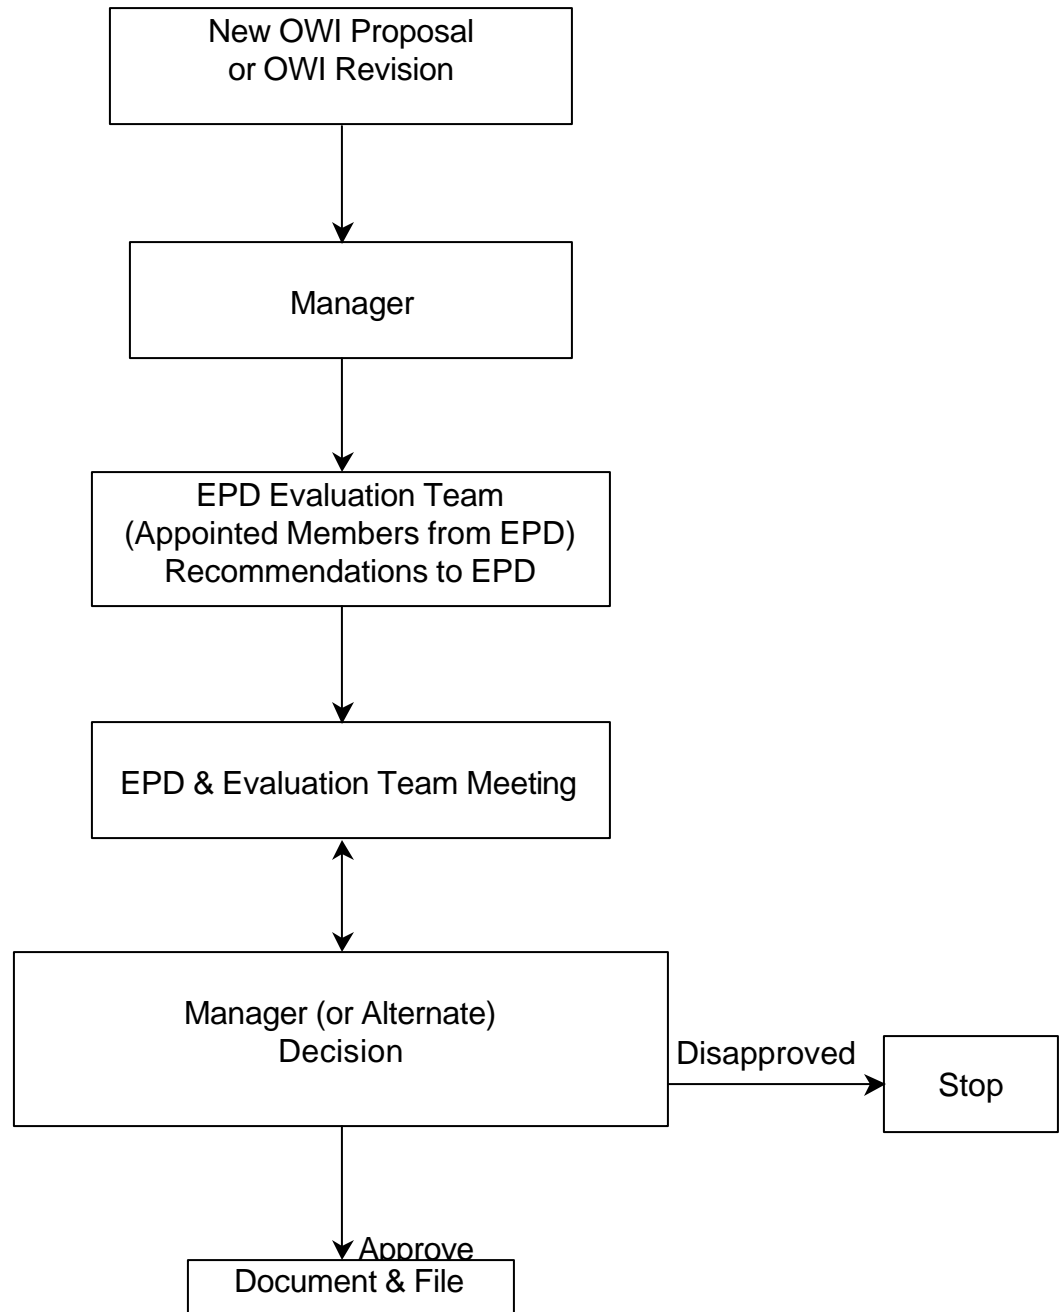 New OWI Proposal
or OWI Revision
Manager
EPD Evaluation Team
(Appointed Members from EPD)
Recommendations to EPD
EPD & Evaluation Team Meeting
Manager (or Alternate)
Decision
Disapproved
Stop
Approve
Document & File